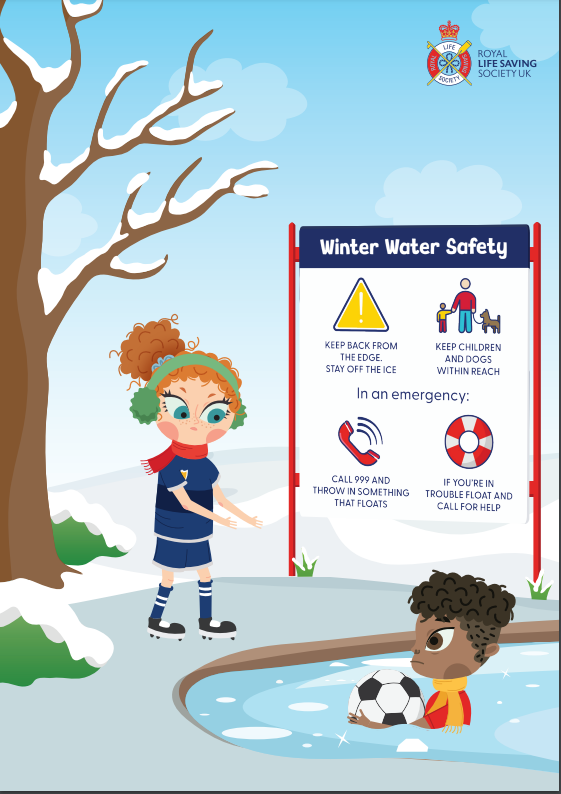 ROYAL
LIFE SAVING
SOCIETY UK
ROYAL LIFE SAVING SOCIETY
Winter Water Safety
KEEP BACK FROM
THE EDGE.
STAY OFF THE ICE
KEEP CHILDREN
AND DOGS
WITHIN REACH
In an emergency:
CALL 999 AND
THROW IN SOMETHING
THAT FLOATS
IF YOU'RE IN
TROUBLE FLOAT AND
CALL FOR HELP